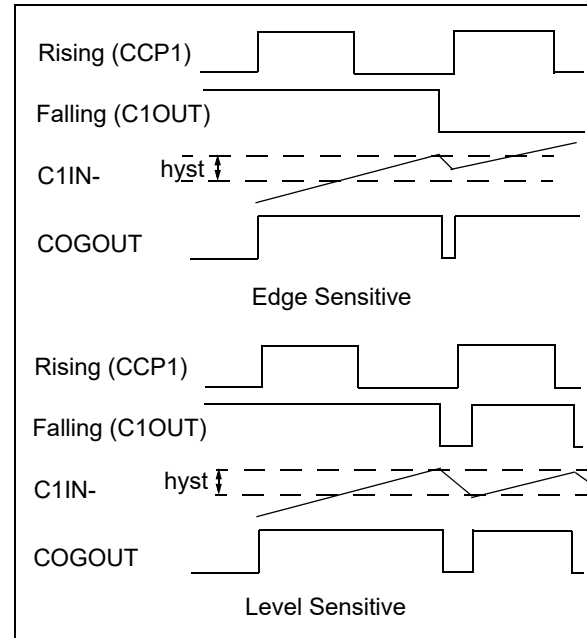 Rising (CCP1)
Falling (C1OUT)
hyst
C1IN-
COGOUT
Edge Sensitive
Rising (CCP1)
Falling (C1OUT)
hyst
C1IN-
COGOUT
Level Sensitive